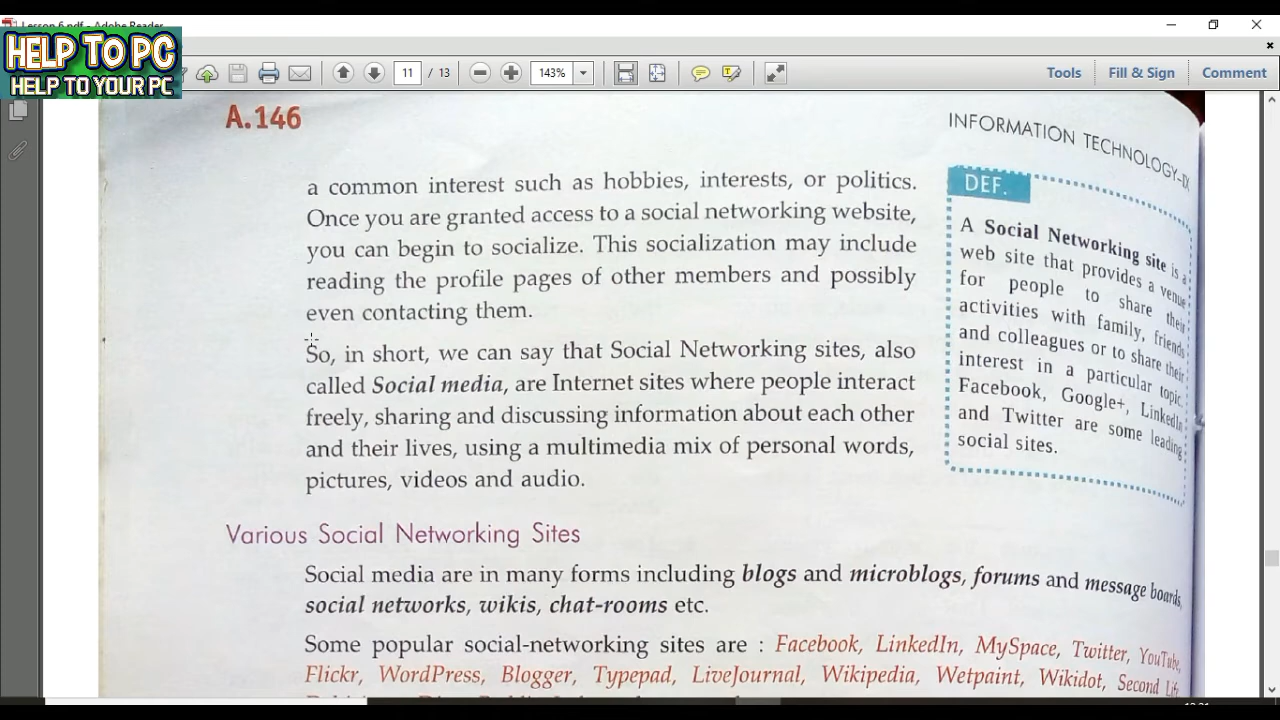 Lesson 6.pdf - Adobe Reader
HELP TO PC
HELP TO YOUR PC
11 / 13
143%
Tools
Fill & Sign
Comment
A.146
INFORMATION TECHNOLOGY-IX
a common interest such as hobbies, interests, or politics.
Once you are granted access to a social networking website,
you can begin to socialize. This socialization may include
reading the profile pages of other members and possibly
even contacting them.
So, in short, we can say that Social Networking sites, also
called Social media, are Internet sites where people interact
freely, sharing and discussing information about each other
and their lives, using a multimedia mix of personal words,
pictures, videos and audio.
DEF.
A Social Networking site is a
web site that provides a venue
for people to share their
activities with family, friends
and colleagues or to share their
interest in a particular topic.
Facebook, Google+, LinkedIn
and Twitter are some leading
social sites.
Various Social Networking Sites
Social media are in many forms including blogs and microblogs, forums and message boards,
social networks, wikis, chat-rooms etc.
Some popular social-networking sites are : Facebook, LinkedIn, MySpace, Twitter, YouTube,
Flickr, WordPress, Blogger, Typepad, LiveJournal, Wikipedia, Wetpaint, Wikidot, Second Life